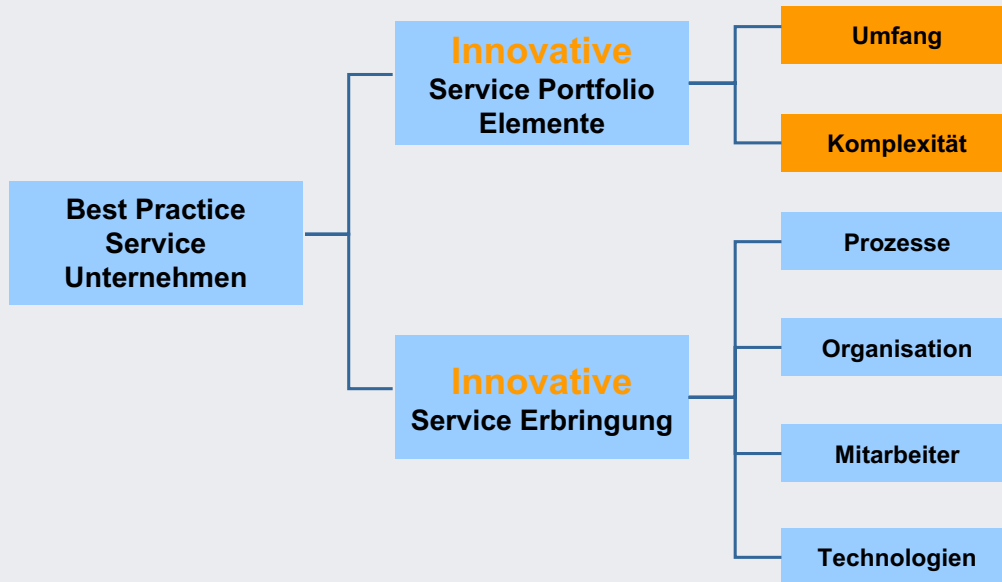 Best Practice
Service
Unternehmen
Innovative
Service Portfolio
Elemente
Umfang
Komplexität
Innovative
Service Erbringung
Prozesse
Organisation
Mitarbeiter
Technologien